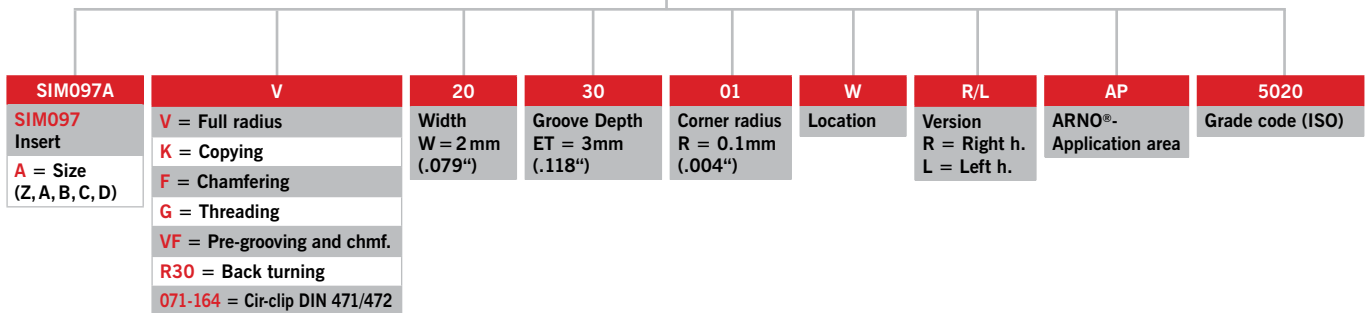 SIM097A
SIM097
Insert
A = Size
(Z, A, B, C, D)
V
V = Full radius
K = Copying
F = Chamfering
G = Threading
VF = Pre-grooving and chmf.
R30 = Back turning
071-164 = Cir-clip DIN 471/472
20
Width
W = 2 mm
(.079“)
30
Groove Depth
ET = 3mm
(.118“)
01
Corner radius
R = 0.1mm
(.004“)
W
Location
R/L
Version
R = Right h.
L = Left h.
AP
ARNO®-
Application area
5020
Grade code (ISO)